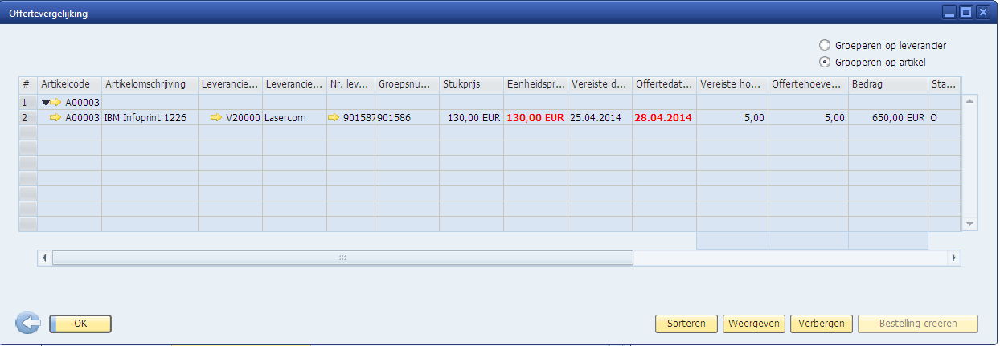 Offertevergelijking
Groeperen op leverancier
Groeperen op artikel
# Artikelcode Artikelomschrijving Leverancie... Leverancie... Nr. lev... Groepsnu... Stukprijs Eenheidspr... Vereiste d... Offertedat... Vereiste ho... Offertehoeve... Bedrag Sta...
1 A00003
2 A00003 IBM Infoprint 1226 V20000 Lasercom 901587 901586 130,00 EUR 130,00 EUR 25.04.2014 28.04.2014 5,00 5,00 650,00 EUR O
OK Sorteren Weergeven Verbergen Bestelling creëren